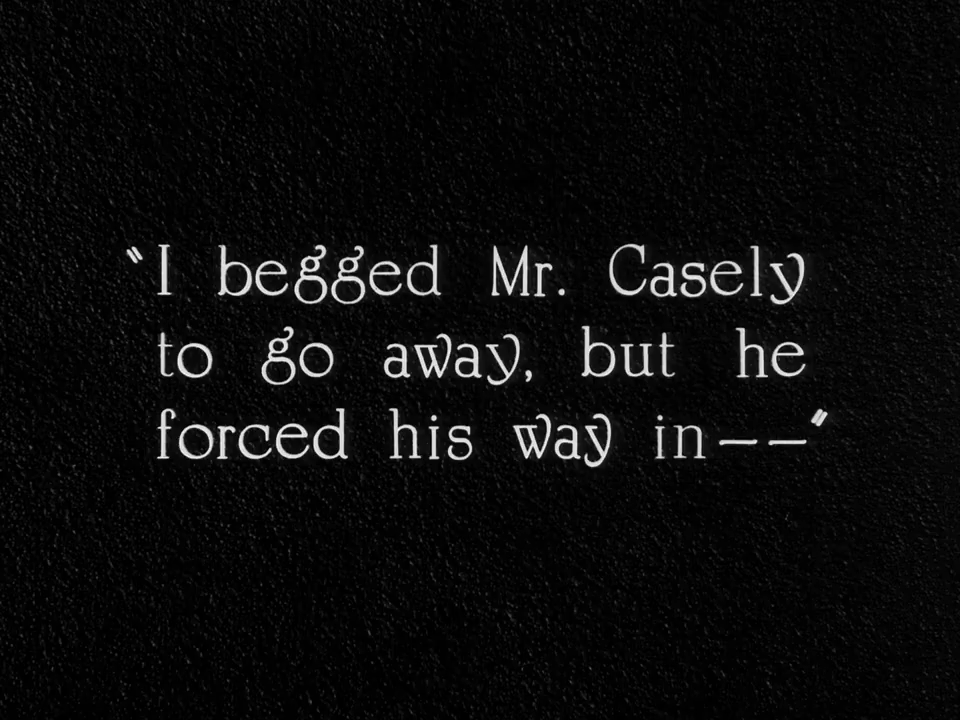 "I begged Mr. Casely
to go away, but he
forced his way in——"